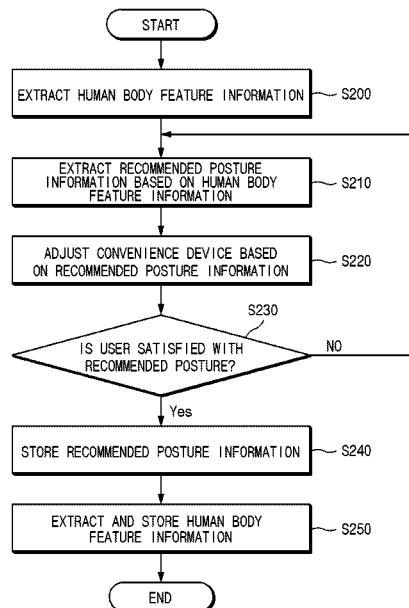 START
EXTRACT HUMAN BODY FEATURE INFORMATION
S200
EXTRACT RECOMMENDED POSTURE
INFORMATION BASED ON HUMAN BODY
FEATURE INFORMATION
S210
ADJUST CONVENIENCE DEVICE BASED
ON RECOMMENDED POSTURE INFORMATION
S220
S230
IS USER SATISFIED WITH
RECOMMENDED POSTURE?
NO
Yes
STORE RECOMMENDED POSTURE INFORMATION
S240
EXTRACT AND STORE HUMAN BODY
FEATURE INFORMATION
S250
END